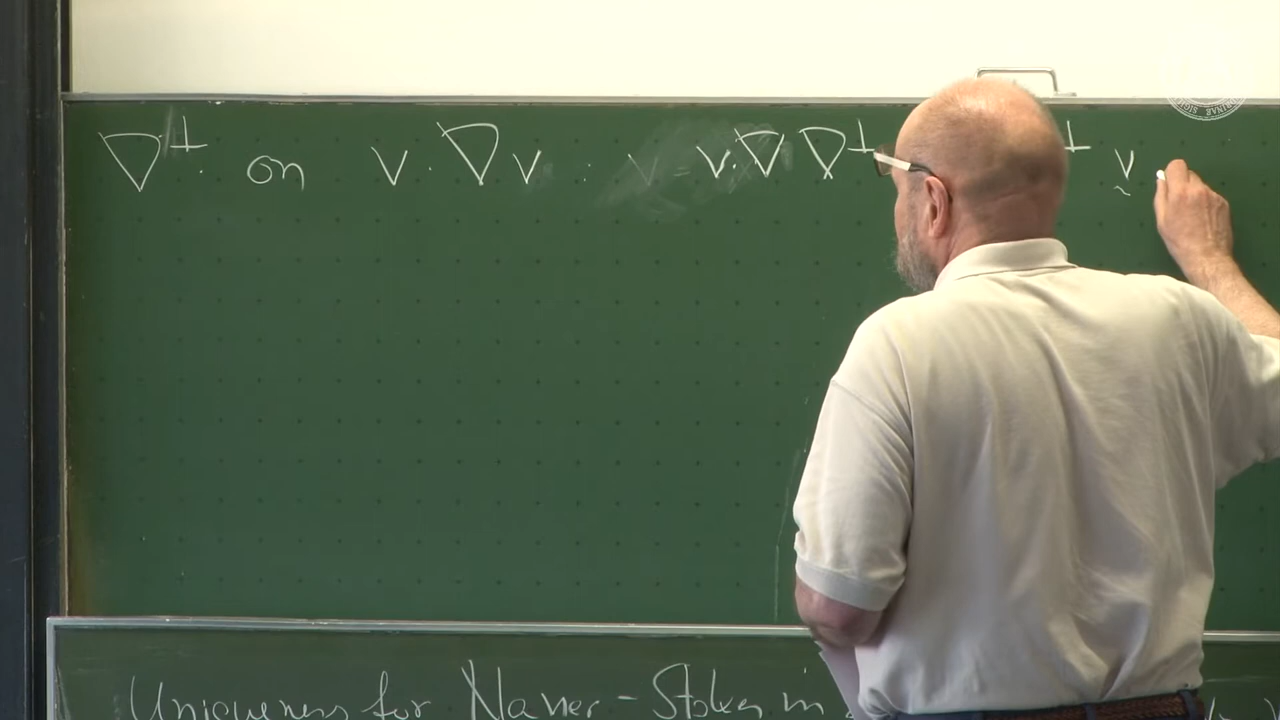 ∇^⊥· on v·∇v : v = v·∇ ∇^⊥ ⊥ v
Uniqueness for Navier-Stokes in